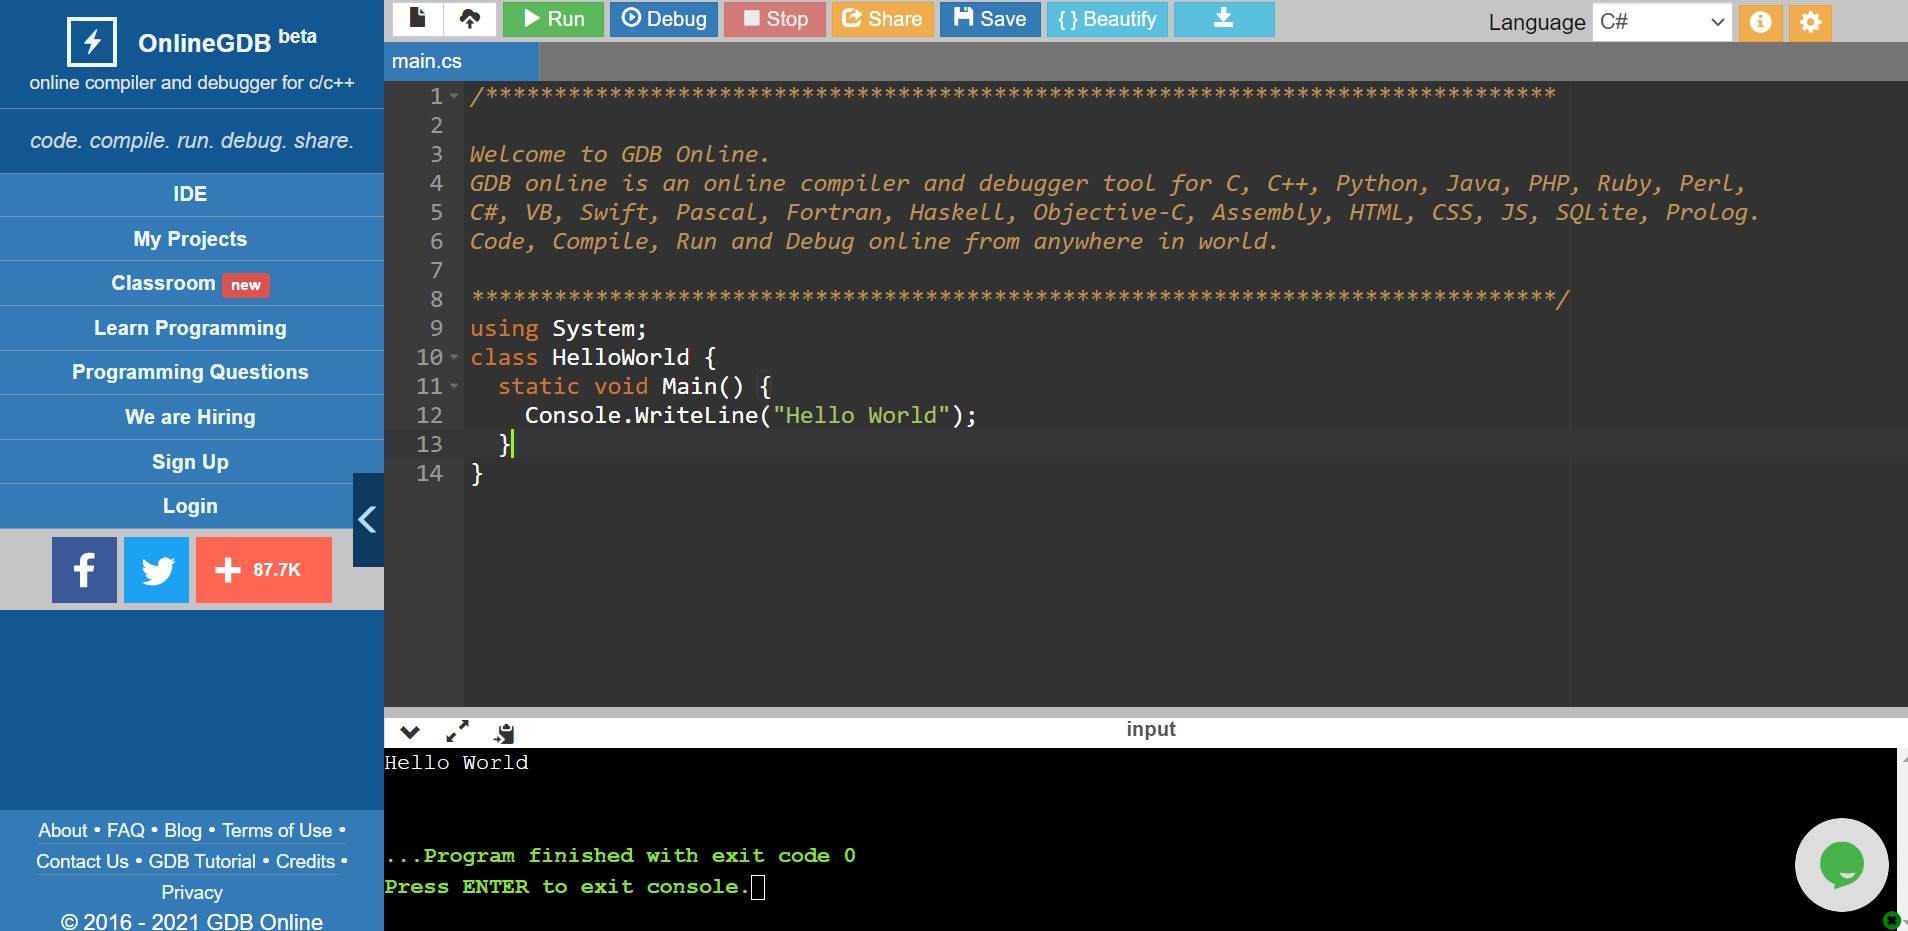 OnlineGDB beta
online compiler and debugger for c/c++
code. compile. run. debug. share.
IDE
My Projects
Classroom new
Learn Programming
Programming Questions
We are Hiring
Sign Up
Login
87.7K
About • FAQ • Blog • Terms of Use •
Contact Us • GDB Tutorial • Credits •
Privacy
© 2016 - 2021 GDB Online
Run Debug Stop Share Save { } Beautify
Language C#
main.cs
1 /******************************************************************************
2
3 Welcome to GDB Online.
4 GDB online is an online compiler and debugger tool for C, C++, Python, Java, PHP, Ruby, Perl,
5 C#, VB, Swift, Pascal, Fortran, Haskell, Objective-C, Assembly, HTML, CSS, JS, SQLite, Prolog.
6 Code, Compile, Run and Debug online from anywhere in world.
7
8 *******************************************************************************/
9 using System;
10 class HelloWorld {
11 static void Main() {
12 Console.WriteLine("Hello World");
13 }
14 }
input
Hello World
...Program finished with exit code 0
Press ENTER to exit console.